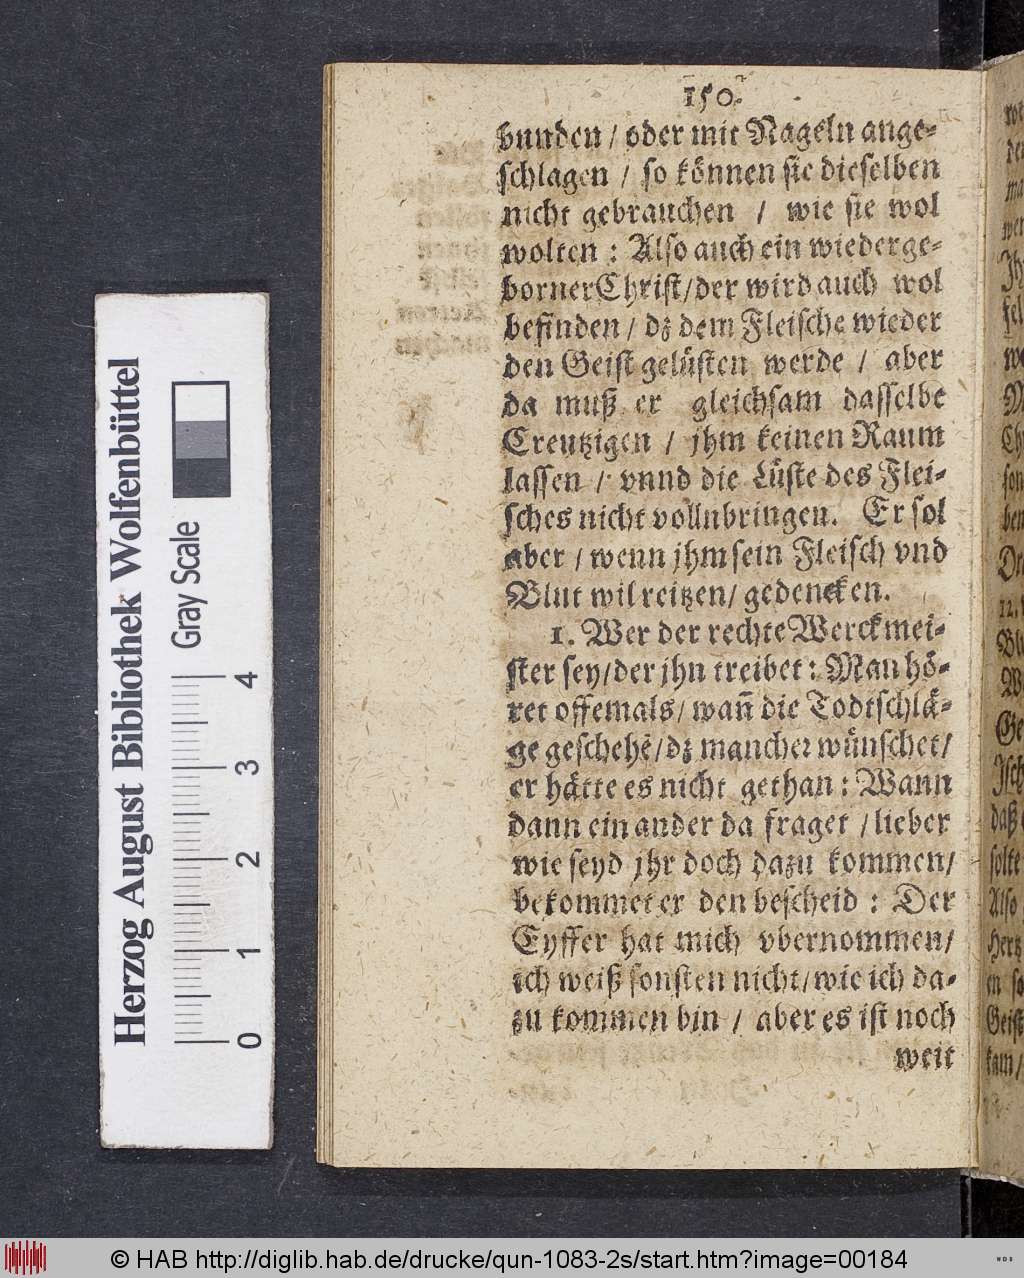 150.
bunden / oder mit Nageln ange-
schlagen / so können sie dieselben
nicht gebrauchen / wie sie wol
wolten : Also auch ein wiederge-
borner Christ/der wird auch wol
befinden / dz dem Fleische wieder
den Geist gelüsten werde / aber
da muß er gleichsam dasselbe
Creutzigen / jhm keinen Raum
lassen / vnnd die Lüste des Flei-
sches nicht vollnbringen. Er sol
aber / wenn jhm sein Fleisch vnd
Blut wil reitzen/ gedencken.
1. Wer der rechte Werckmei-
ster sey/der jhn treibet : Man hö-
ret offemals/ wañ die Todtschlä-
ge geschehē/dz mancher wünschet/
er hätte es nicht gethan : Wann
dann ein ander da fraget / lieber
wie seyd jhr doch dazu kommen/
bekommet er den bescheid : Der
Eyffer hat mich vbernommen/
ich weiß sonsten nicht/wie ich da-
zu kommen bin / aber es ist noch
weit
Herzog August Bibliothek Wolfenbüttel
Gray Scale
0 1 2 3 4
© HAB http://diglib.hab.de/drucke/qun-1083-2s/start.htm?image=00184